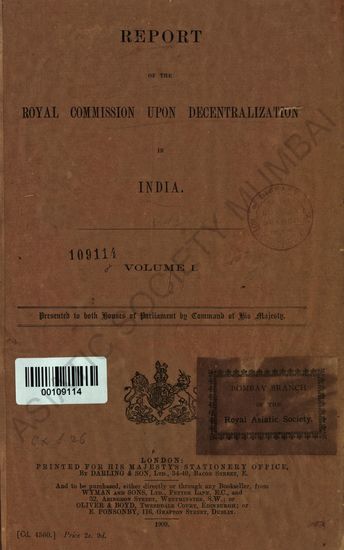 REPORT
OF THE
ROYAL COMMISSION UPON DECENTRALIZATION
IN
INDIA.
109114
VOLUME I.
Presented to both Houses of Parliament by Command of His Majesty.
00109114
BOMBAY BRANCH
OF THE
Royal Asiatic Society.
LONDON:
PRINTED FOR HIS MAJESTY'S STATIONERY OFFICE,
BY DARLING & SON, LTD., 34-40, BACON STREET, E.
And to be purchased, either directly or through any Bookseller, from
WYMAN AND SONS, LTD., FETTER LANE, E.C., and
32, ABINGDON STREET, WESTMINSTER, S.W.; or
OLIVER & BOYD, TWEEDDALE COURT, EDINBURGH; or
E. PONSONBY, 116, GRAFTON STREET, DUBLIN.
1909.
[Cd. 4360.] Price 2s. 9d.
ASIATIC SOCIETY MUMBAI